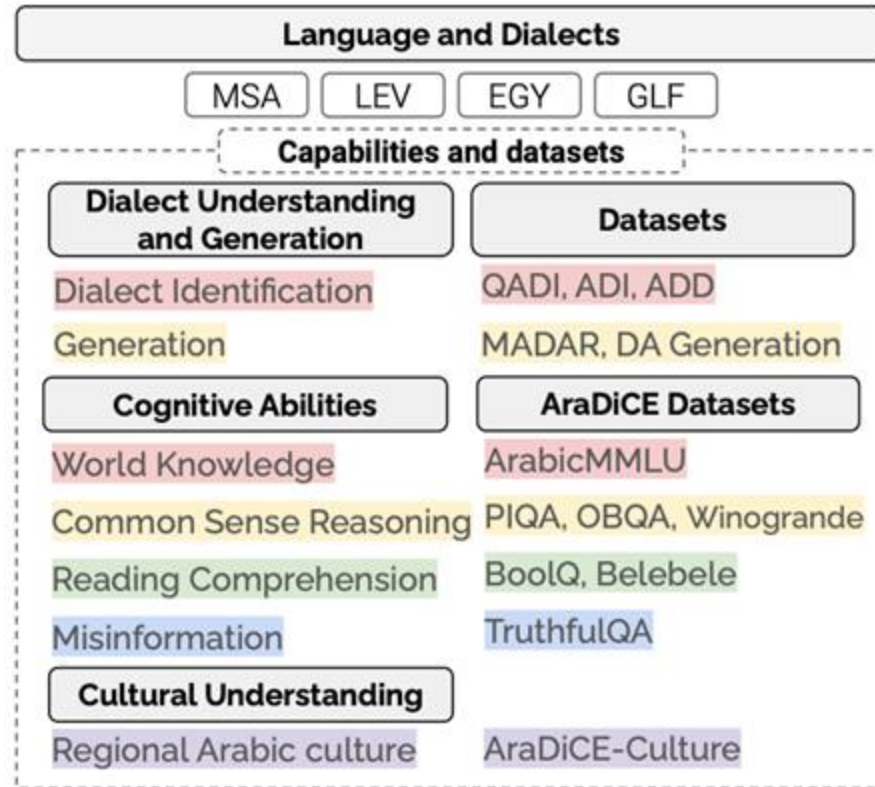 Language and Dialects
MSA LEV EGY GLF
Capabilities and datasets
Dialect Understanding
and Generation
Datasets
Dialect Identification
QADI, ADI, ADD
Generation
MADAR, DA Generation
Cognitive Abilities
AraDiCE Datasets
World Knowledge
ArabicMMLU
Common Sense Reasoning
PIQA, OBQA, Winogrande
Reading Comprehension
BoolQ, Belebele
Misinformation
TruthfulQA
Cultural Understanding
Regional Arabic culture
AraDiCE-Culture